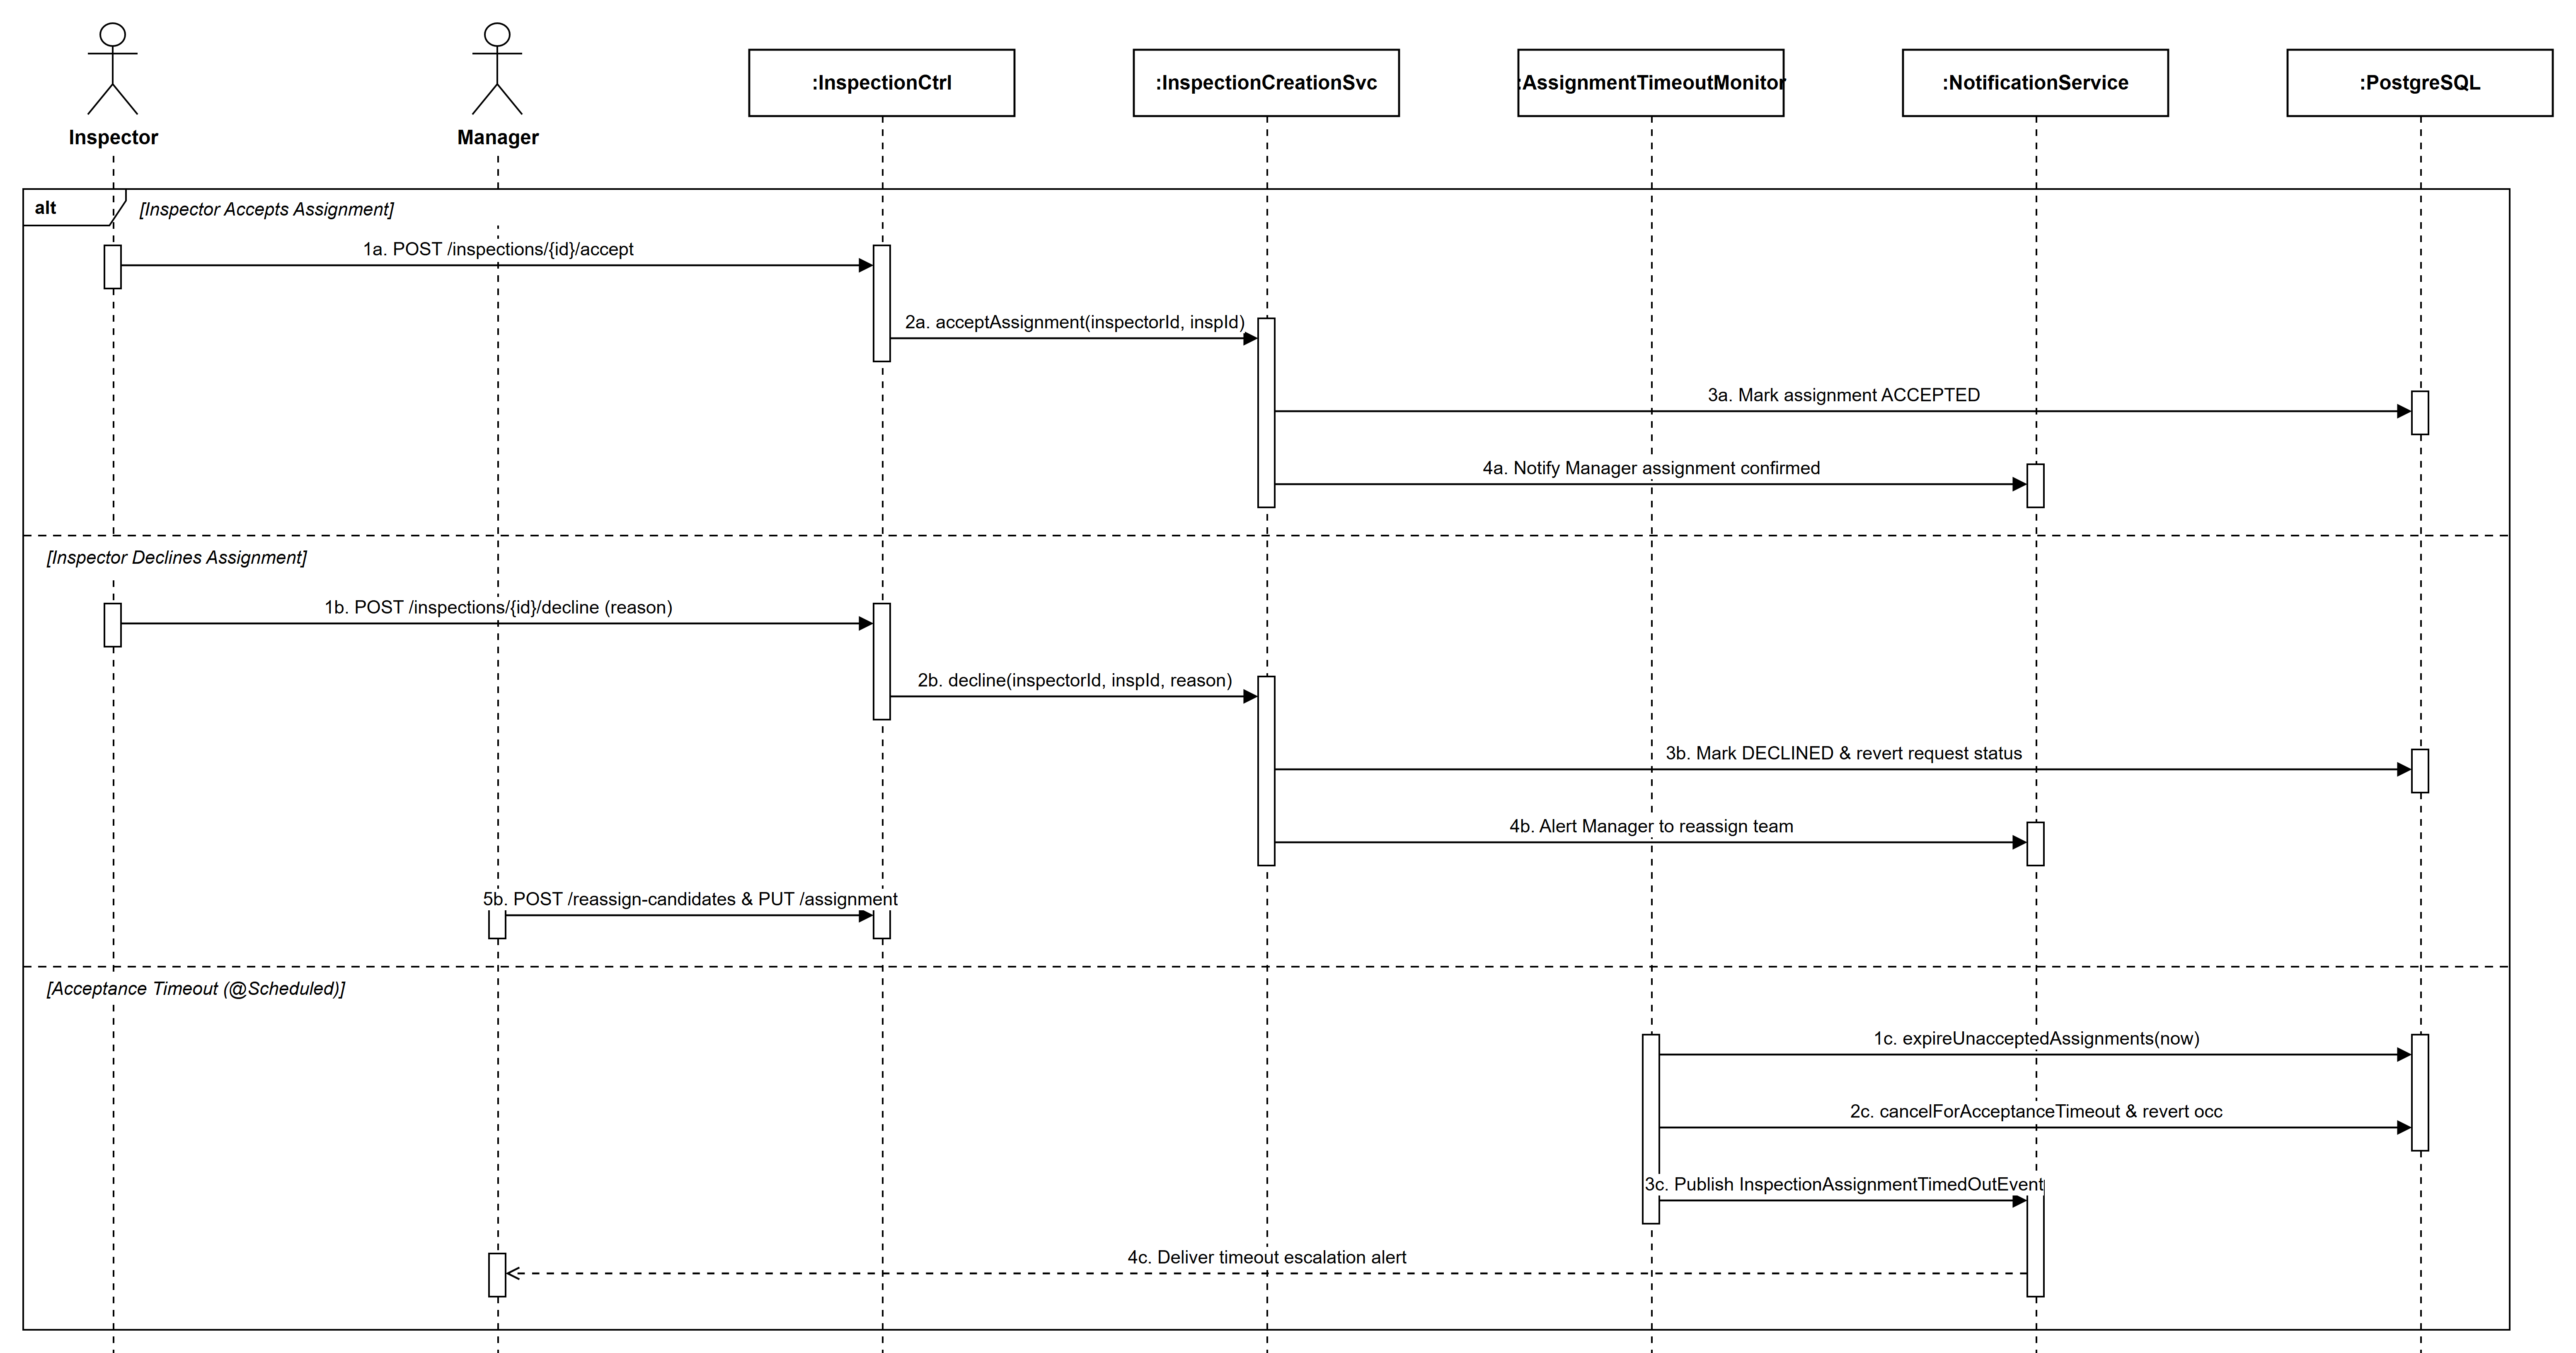 Inspector
Manager
:InspectionCtrl
:InspectionCreationSvc
:AssignmentTimeoutMonitor
:NotificationService
:PostgreSQL
alt
[Inspector Accepts Assignment]
1a. POST /inspections/{id}/accept
2a. acceptAssignment(inspectorId, inspId)
3a. Mark assignment ACCEPTED
4a. Notify Manager assignment confirmed
[Inspector Declines Assignment]
1b. POST /inspections/{id}/decline (reason)
2b. decline(inspectorId, inspId, reason)
3b. Mark DECLINED & revert request status
4b. Alert Manager to reassign team
5b. POST /reassign-candidates & PUT /assignment
[Acceptance Timeout (@Scheduled)]
1c. expireUnacceptedAssignments(now)
2c. cancelForAcceptanceTimeout & revert occ
3c. Publish InspectionAssignmentTimedOutEvent
4c. Deliver timeout escalation alert